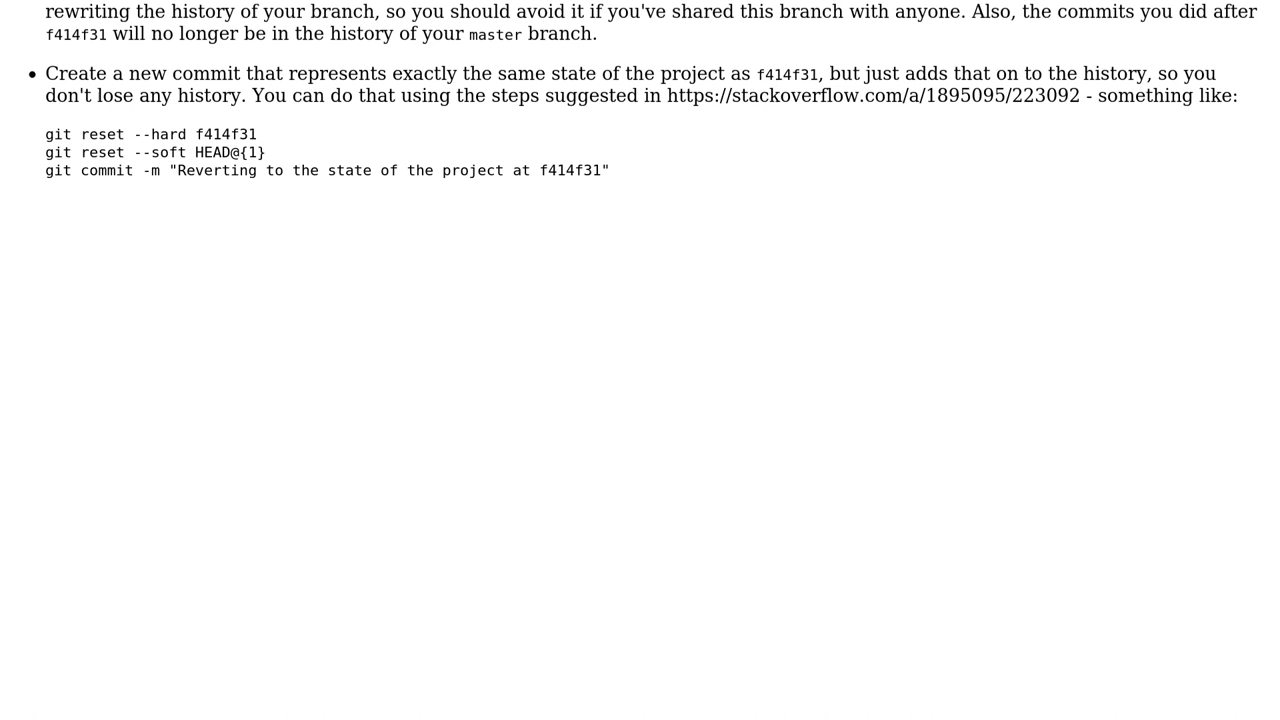 rewriting the history of your branch, so you should avoid it if you've shared this branch with anyone. Also, the commits you did after
f414f31 will no longer be in the history of your master branch.
• Create a new commit that represents exactly the same state of the project as f414f31, but just adds that on to the history, so you
don't lose any history. You can do that using the steps suggested in https://stackoverflow.com/a/1895095/223092 - something like:
git reset --hard f414f31
git reset --soft HEAD@{1}
git commit -m "Reverting to the state of the project at f414f31"